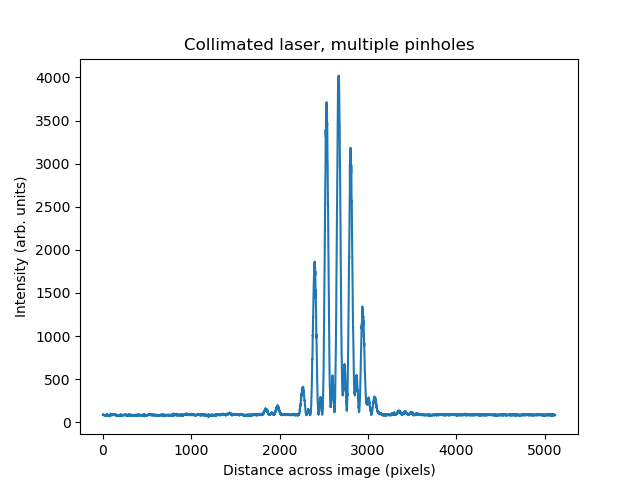 Collimated laser, multiple pinholes
4000
3500
3000
2500
2000
1500
1000
500
0
Intensity (arb. units)
0 1000 2000 3000 4000 5000
Distance across image (pixels)